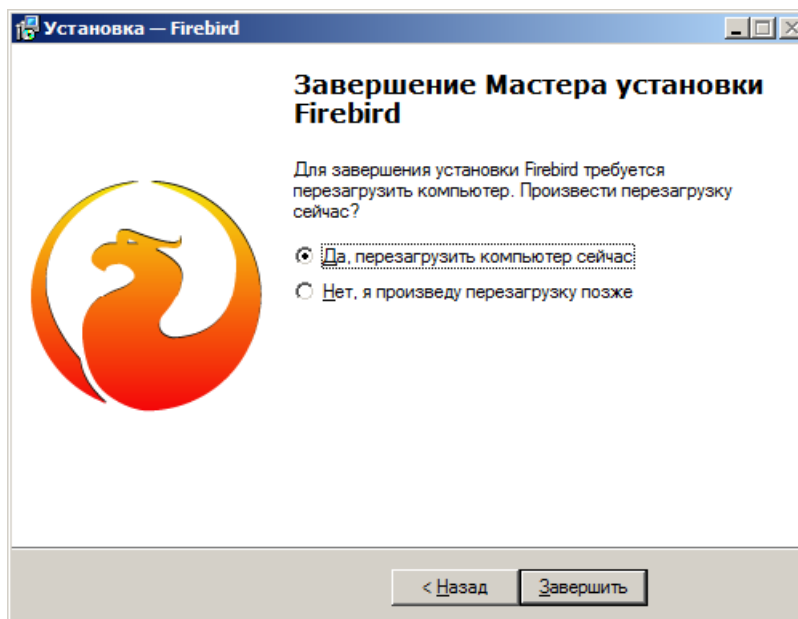 Установка — Firebird
Завершение Мастера установки
Firebird
Для завершения установки Firebird требуется
перезагрузить компьютер. Произвести перезагрузку
сейчас?
Да, перезагрузить компьютер сейчас
Нет, я произведу перезагрузку позже
< Назад
Завершить